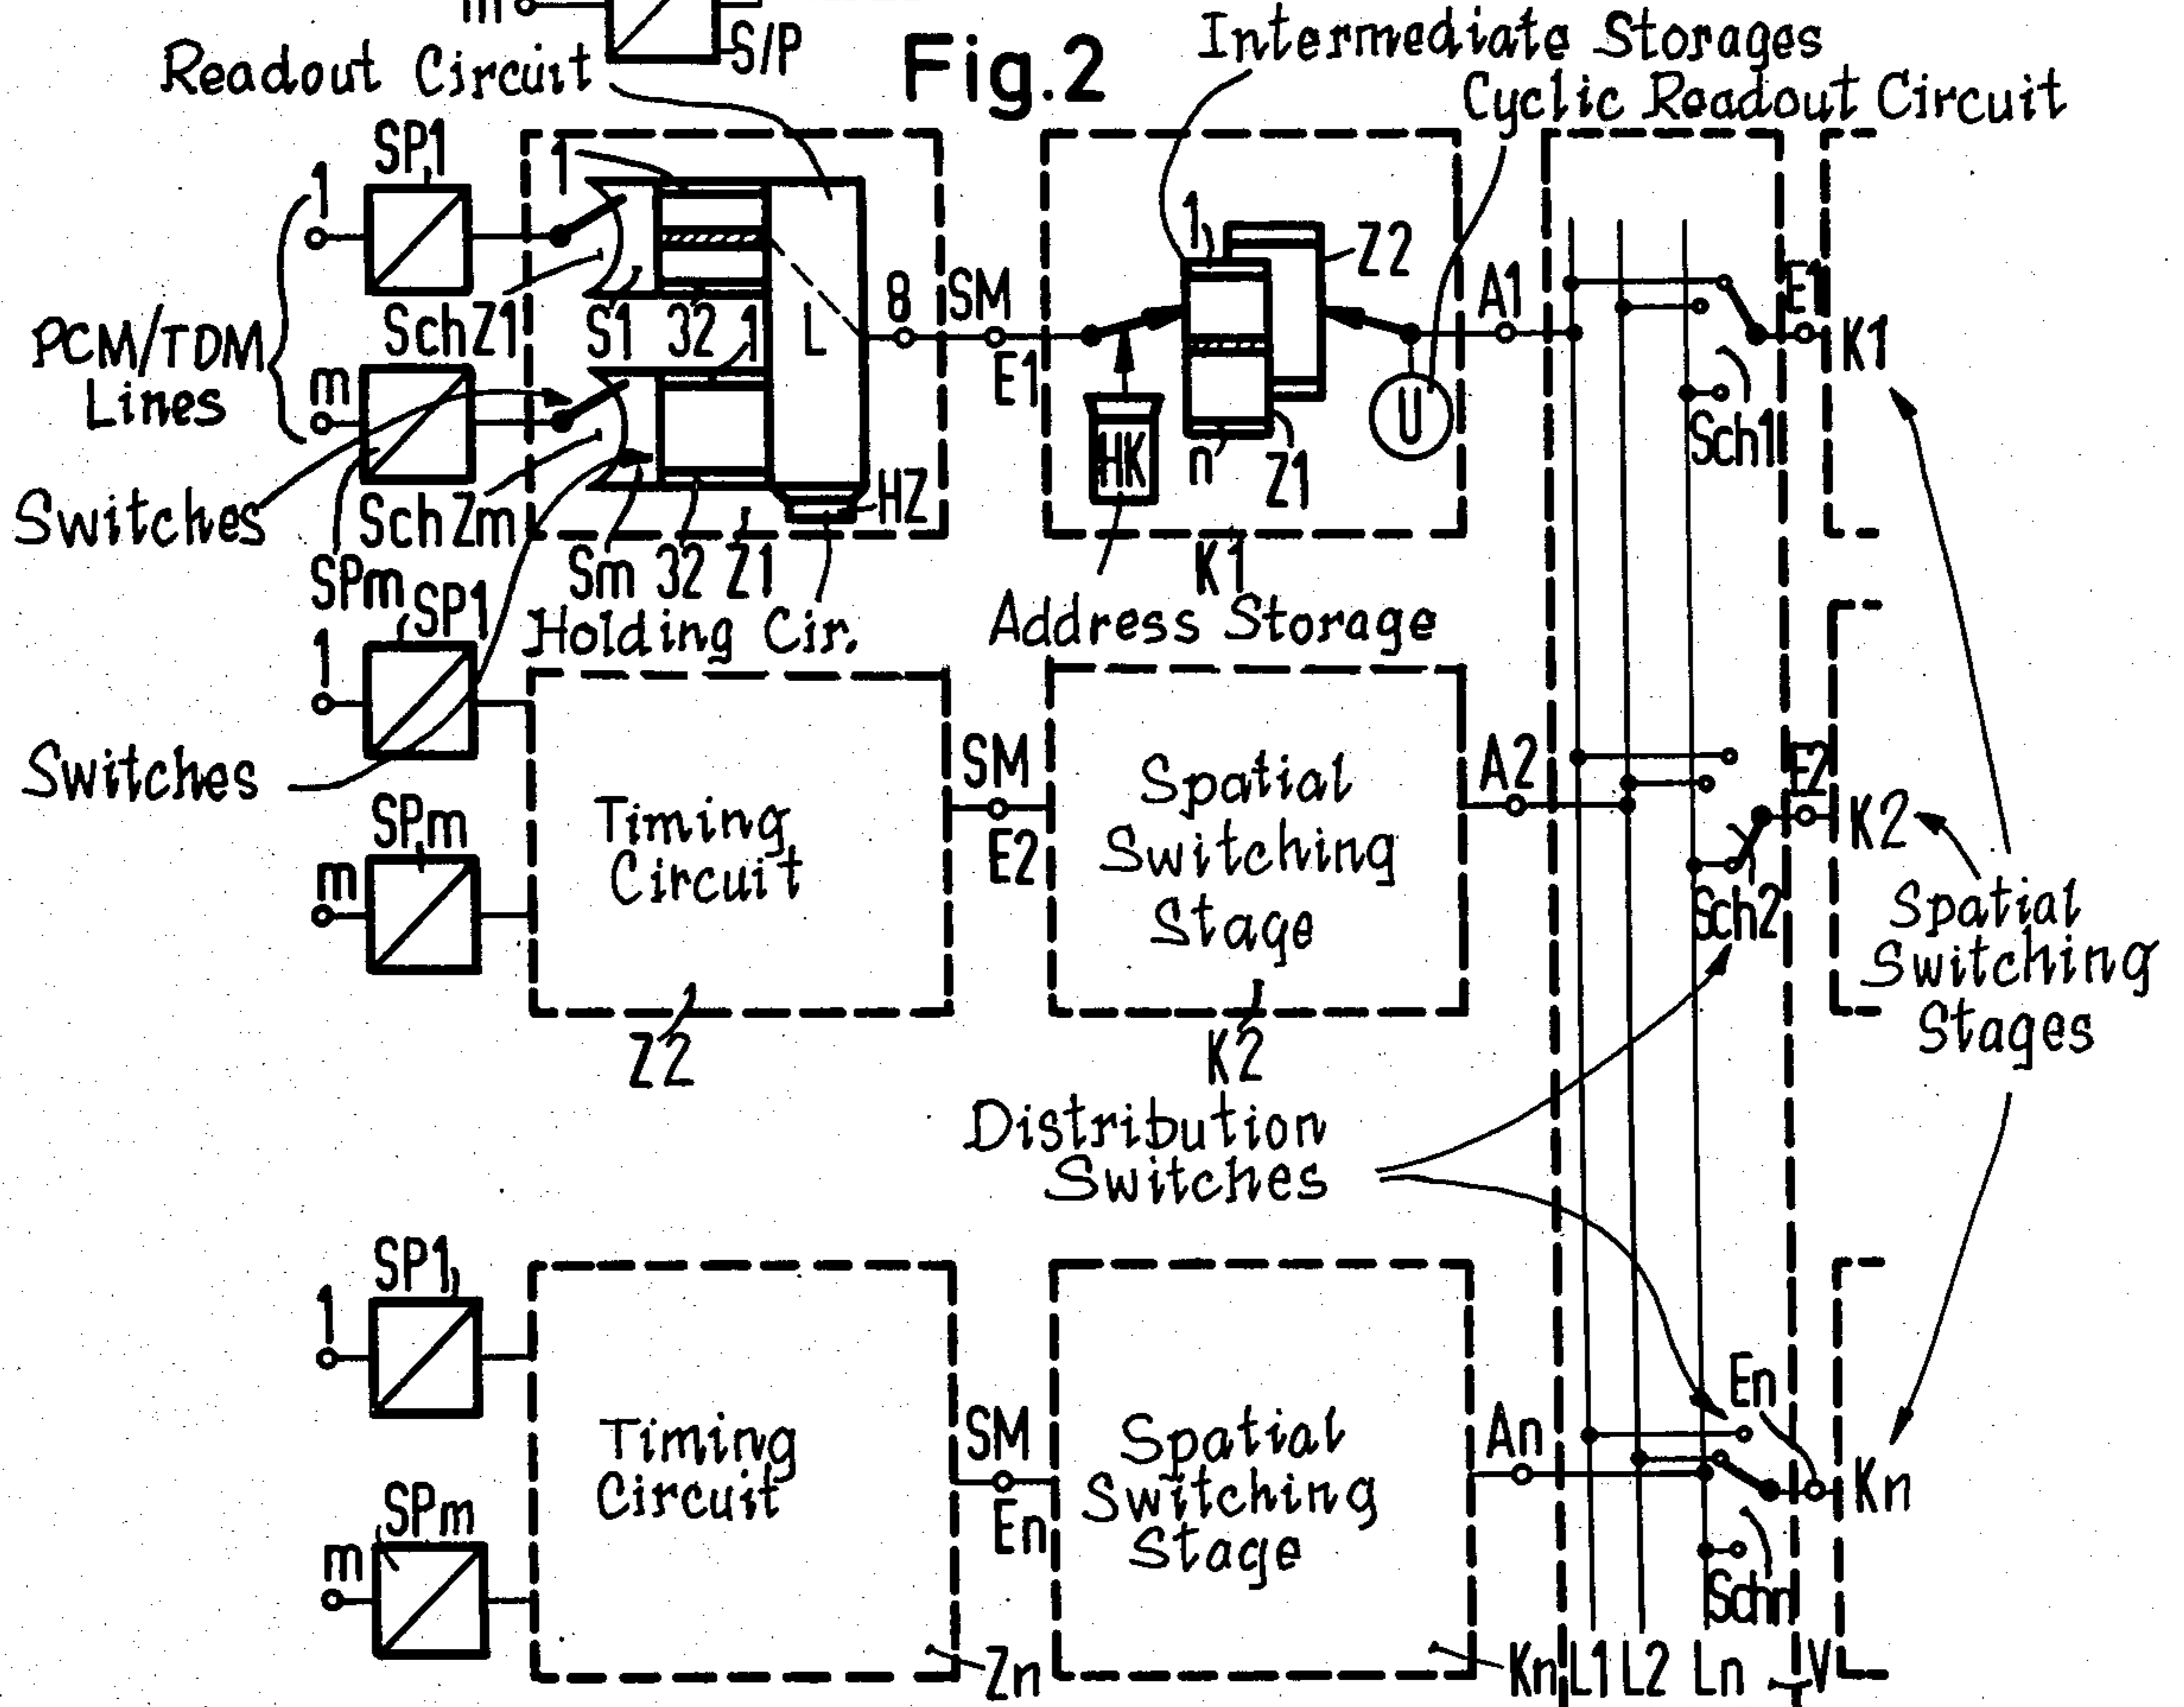 m
S/P
Fig.2
Readout Circuit
Intermediate Storages
Cyclic Readout Circuit
SP1
1
1
1
Z2
8
SM
A1
E1
SchZ1
S1
32
1
L
E1
K1
PCM/TDM
Lines
m
Sch1
HK
n
Z1
U
Switches
SchZm
HZ
SPm
Sm
32
Z1
K1
Holding Cir.
Address Storage
SP1
1
Switches
SM
A2
E2
SPm
m
Timing
Circuit
E2
Spatial
Switching
Stage
K2
Sch2
Spatial
Switching
Stages
Z2
K2
Distribution
Switches
SP1
1
En
SM
An
Timing
Circuit
Spatial
Switching
Stage
Kn
SPm
m
En
Schn
Zn
Kn
L1
L2
Ln
V